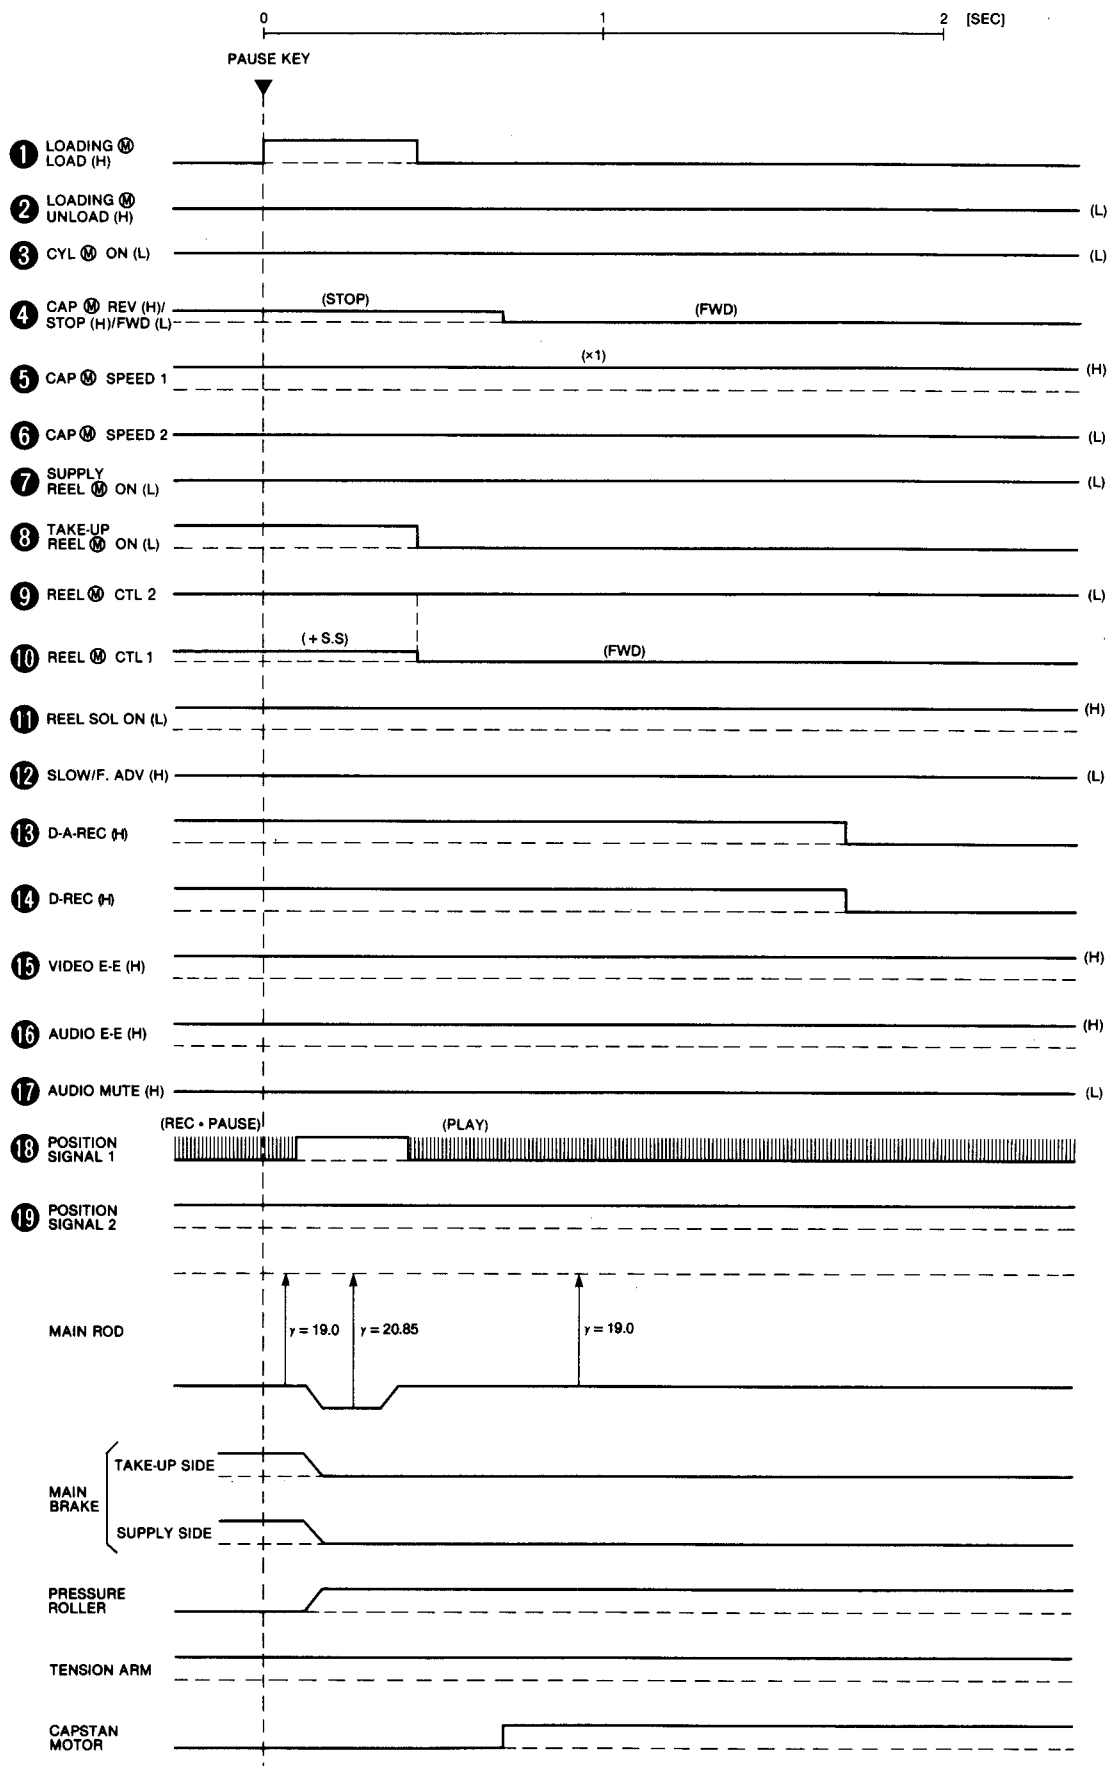 0 1 2 [SEC]
PAUSE KEY
1 LOADING Ⓜ
LOAD (H)
2 LOADING Ⓜ
UNLOAD (H) (L)
3 CYL Ⓜ ON (L) (L)
4 CAP Ⓜ REV (H)/
STOP (H)/FWD (L)
(STOP) (FWD)
(×1)
5 CAP Ⓜ SPEED 1 (H)
6 CAP Ⓜ SPEED 2 (L)
7 SUPPLY
REEL Ⓜ ON (L) (L)
8 TAKE-UP
REEL Ⓜ ON (L)
9 REEL Ⓜ CTL 2 (L)
(+S.S) (FWD)
10 REEL Ⓜ CTL 1
11 REEL SOL ON (L) (H)
12 SLOW/F. ADV (H) (L)
13 D-A-REC (H)
14 D-REC (H)
15 VIDEO E-E (H) (H)
16 AUDIO E-E (H) (H)
17 AUDIO MUTE (H) (L)
(REC • PAUSE) (PLAY)
18 POSITION
SIGNAL 1
19 POSITION
SIGNAL 2
MAIN ROD γ = 19.0 γ = 20.85 γ = 19.0
TAKE-UP SIDE
MAIN
BRAKE
SUPPLY SIDE
PRESSURE
ROLLER
TENSION ARM
CAPSTAN
MOTOR